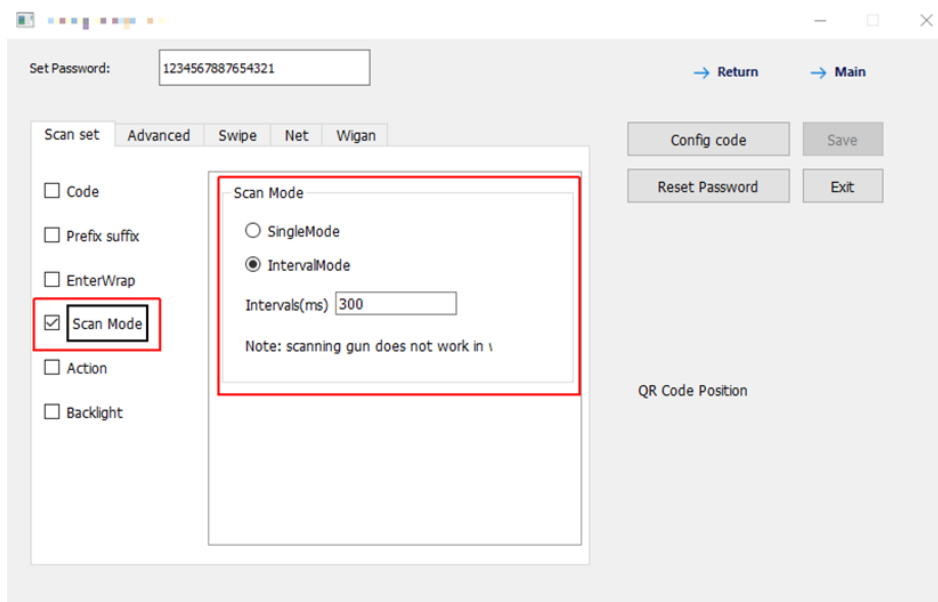 Set Password: 1234567887654321
Return Main
Scan set Advanced Swipe Net Wigan
Config code Save
Reset Password Exit
Code
Prefix suffix
EnterWrap
Scan Mode
Action
Backlight
Scan Mode
SingleMode
IntervalMode
Intervals(ms) 300
Note: scanning gun does not work in
QR Code Position